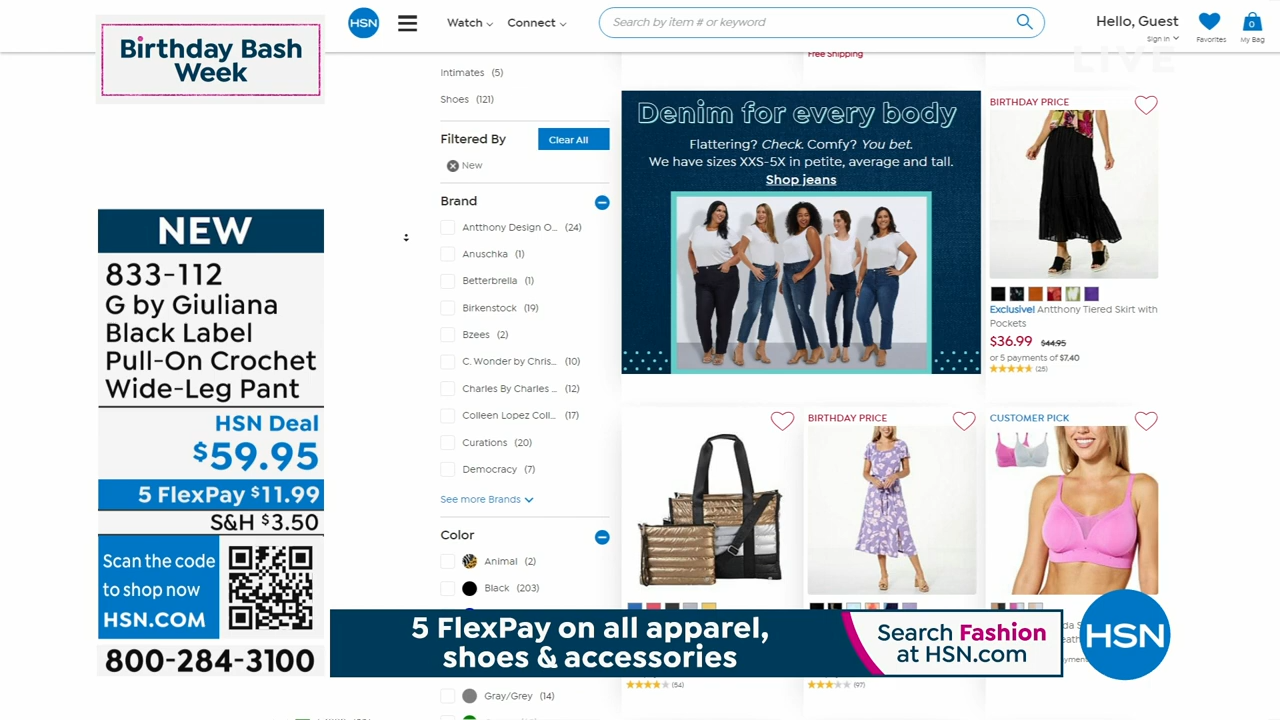 Birthday Bash
Week
HSN
Watch
Connect
Search by item # or keyword
Hello, Guest
Sign In
Favorites
0
My Bag
LIVE
Intimates (5)
Shoes (121)
Filtered By
Clear All
New
Brand
Antthony Design O... (24)
Anuschka (1)
Betterbrella (1)
Birkenstock (19)
Bzees (2)
C. Wonder by Chris... (10)
Charles By Charles ... (12)
Colleen Lopez Coll... (17)
Curations (20)
Democracy (7)
See more Brands
Color
Animal (2)
Black (203)
Gray/Grey (14)
Free Shipping
Denim for every body
Flattering? Check. Comfy? You bet.
We have sizes XXS-5X in petite, average and tall.
Shop jeans
BIRTHDAY PRICE
Exclusive! Antthony Tiered Skirt with
Pockets
$36.99 $44.95
or 5 payments of $7.40
(25)
BIRTHDAY PRICE
CUSTOMER PICK
(54)
(97)
NEW
833-112
G by Giuliana
Black Label
Pull-On Crochet
Wide-Leg Pant
HSN Deal
$59.95
5 FlexPay $11.99
S&H $3.50
Scan the code
to shop now
HSN.COM
800-284-3100
5 FlexPay on all apparel,
shoes & accessories
Search Fashion
at HSN.com
HSN